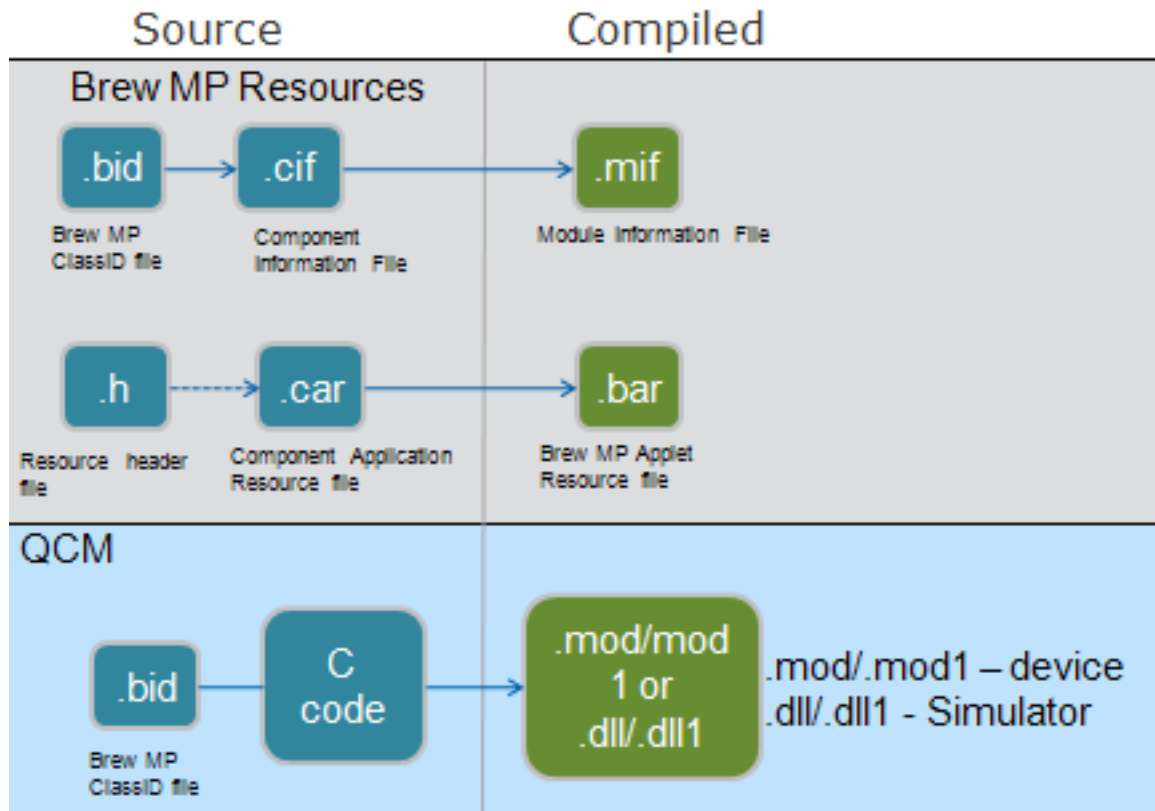 Source Compiled
Brew MP Resources
.bid .cif .mif
Brew MP
ClassID file
Component
Information File
Module Information File
.h .car .bar
Resource header
file
Component Application
Resource file
Brew MP Applet
Resource file
QCM
.bid
Brew MP
ClassID file
C
code
.mod/mod
1 or
.dll/.dll1
.mod/.mod1 – device
.dll/.dll1 - Simulator